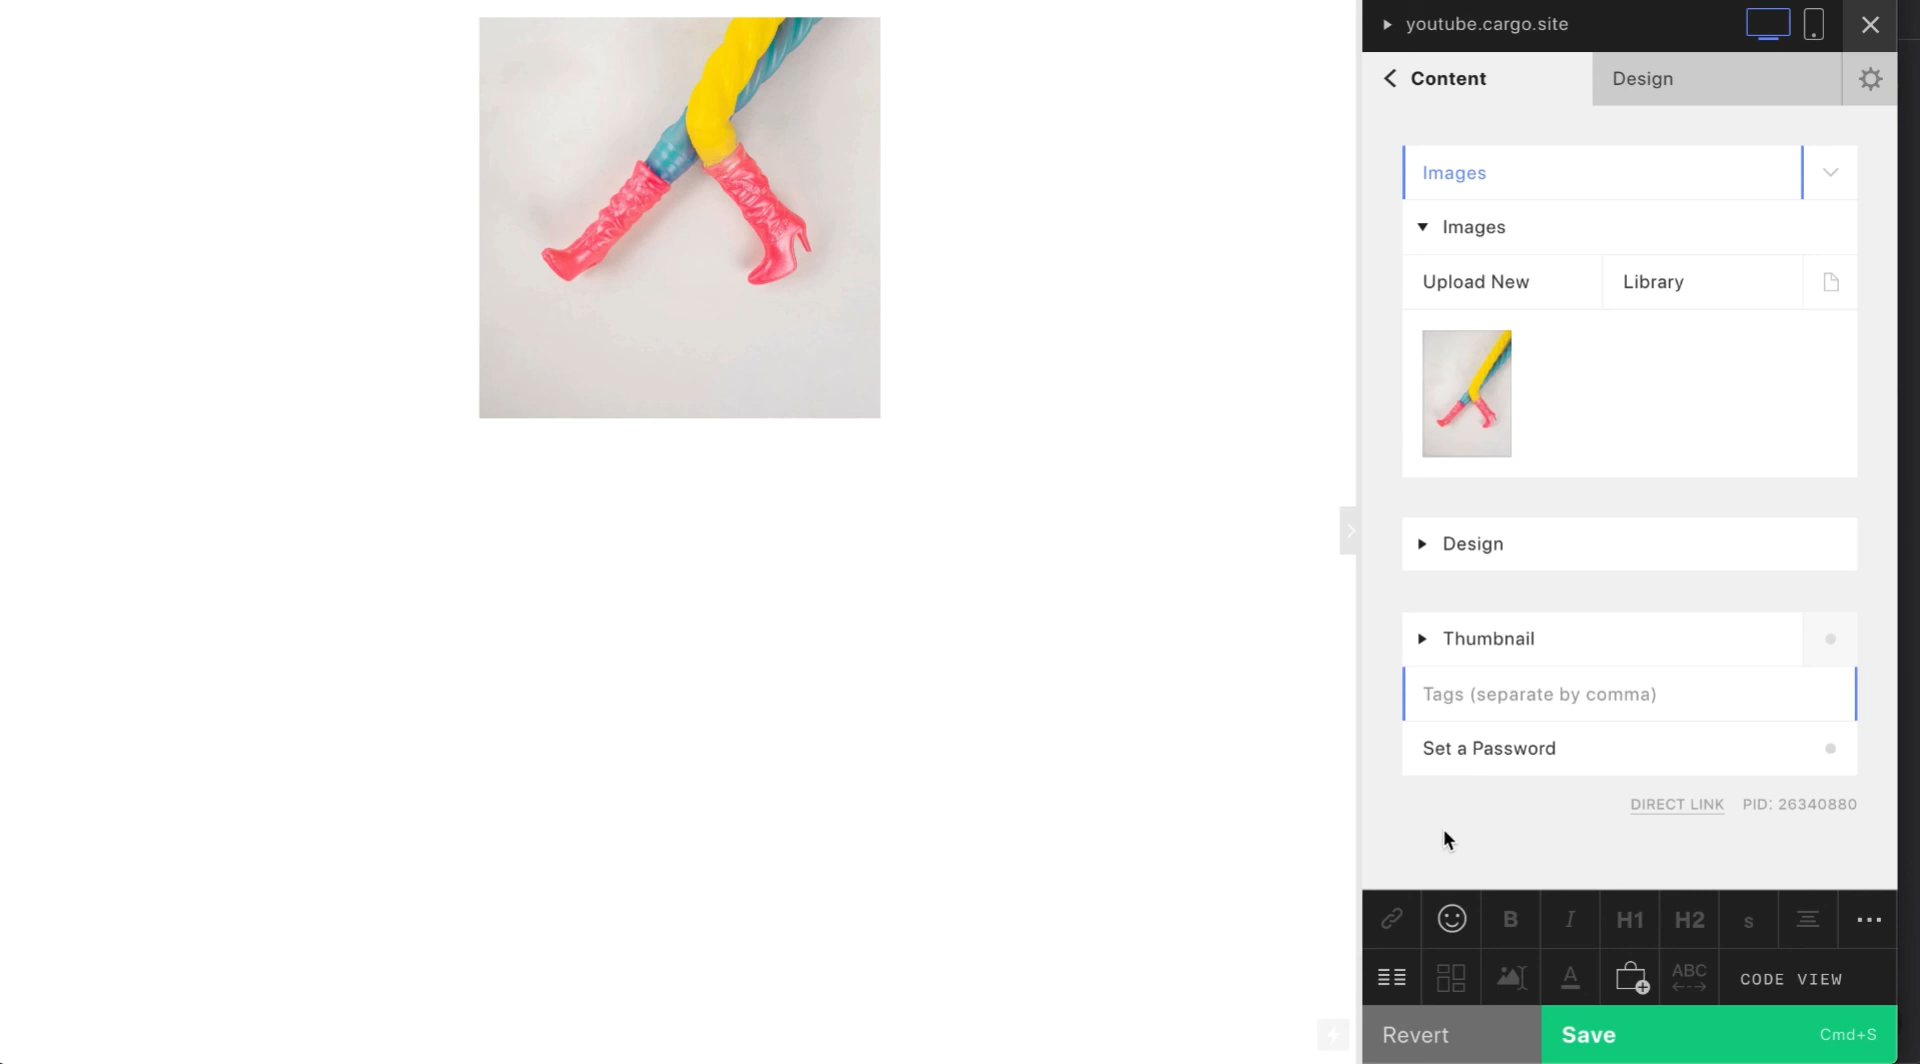 youtube.cargo.site
Content
Design
Images
Images
Upload New
Library
Design
Thumbnail
Tags (separate by comma)
Set a Password
DIRECT LINK PID: 26340880
B I H1 H2 s
A ABC CODE VIEW
Revert Save Cmd+S